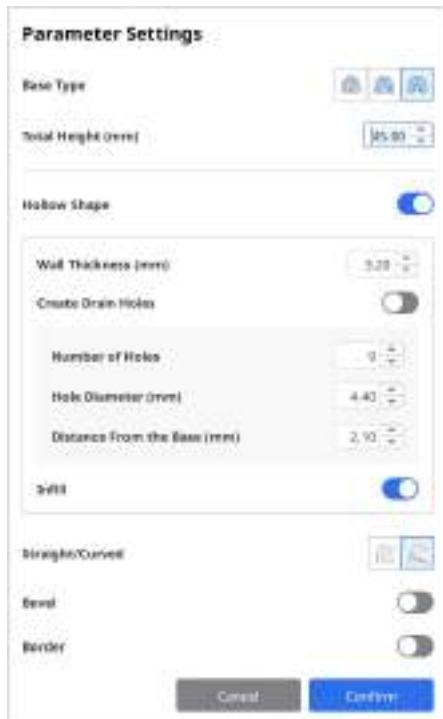 Parameter Settings
Base Type
Total Height (mm)
45.00
Hollow Shape
Wall Thickness (mm)
3.20
Create Drain Holes
Number of Holes
Hole Diameter (mm)
4.40
Distance From the Base (mm)
2.10
Infill
Straight/Curved
Bevel
Border
Cancel
Confirm